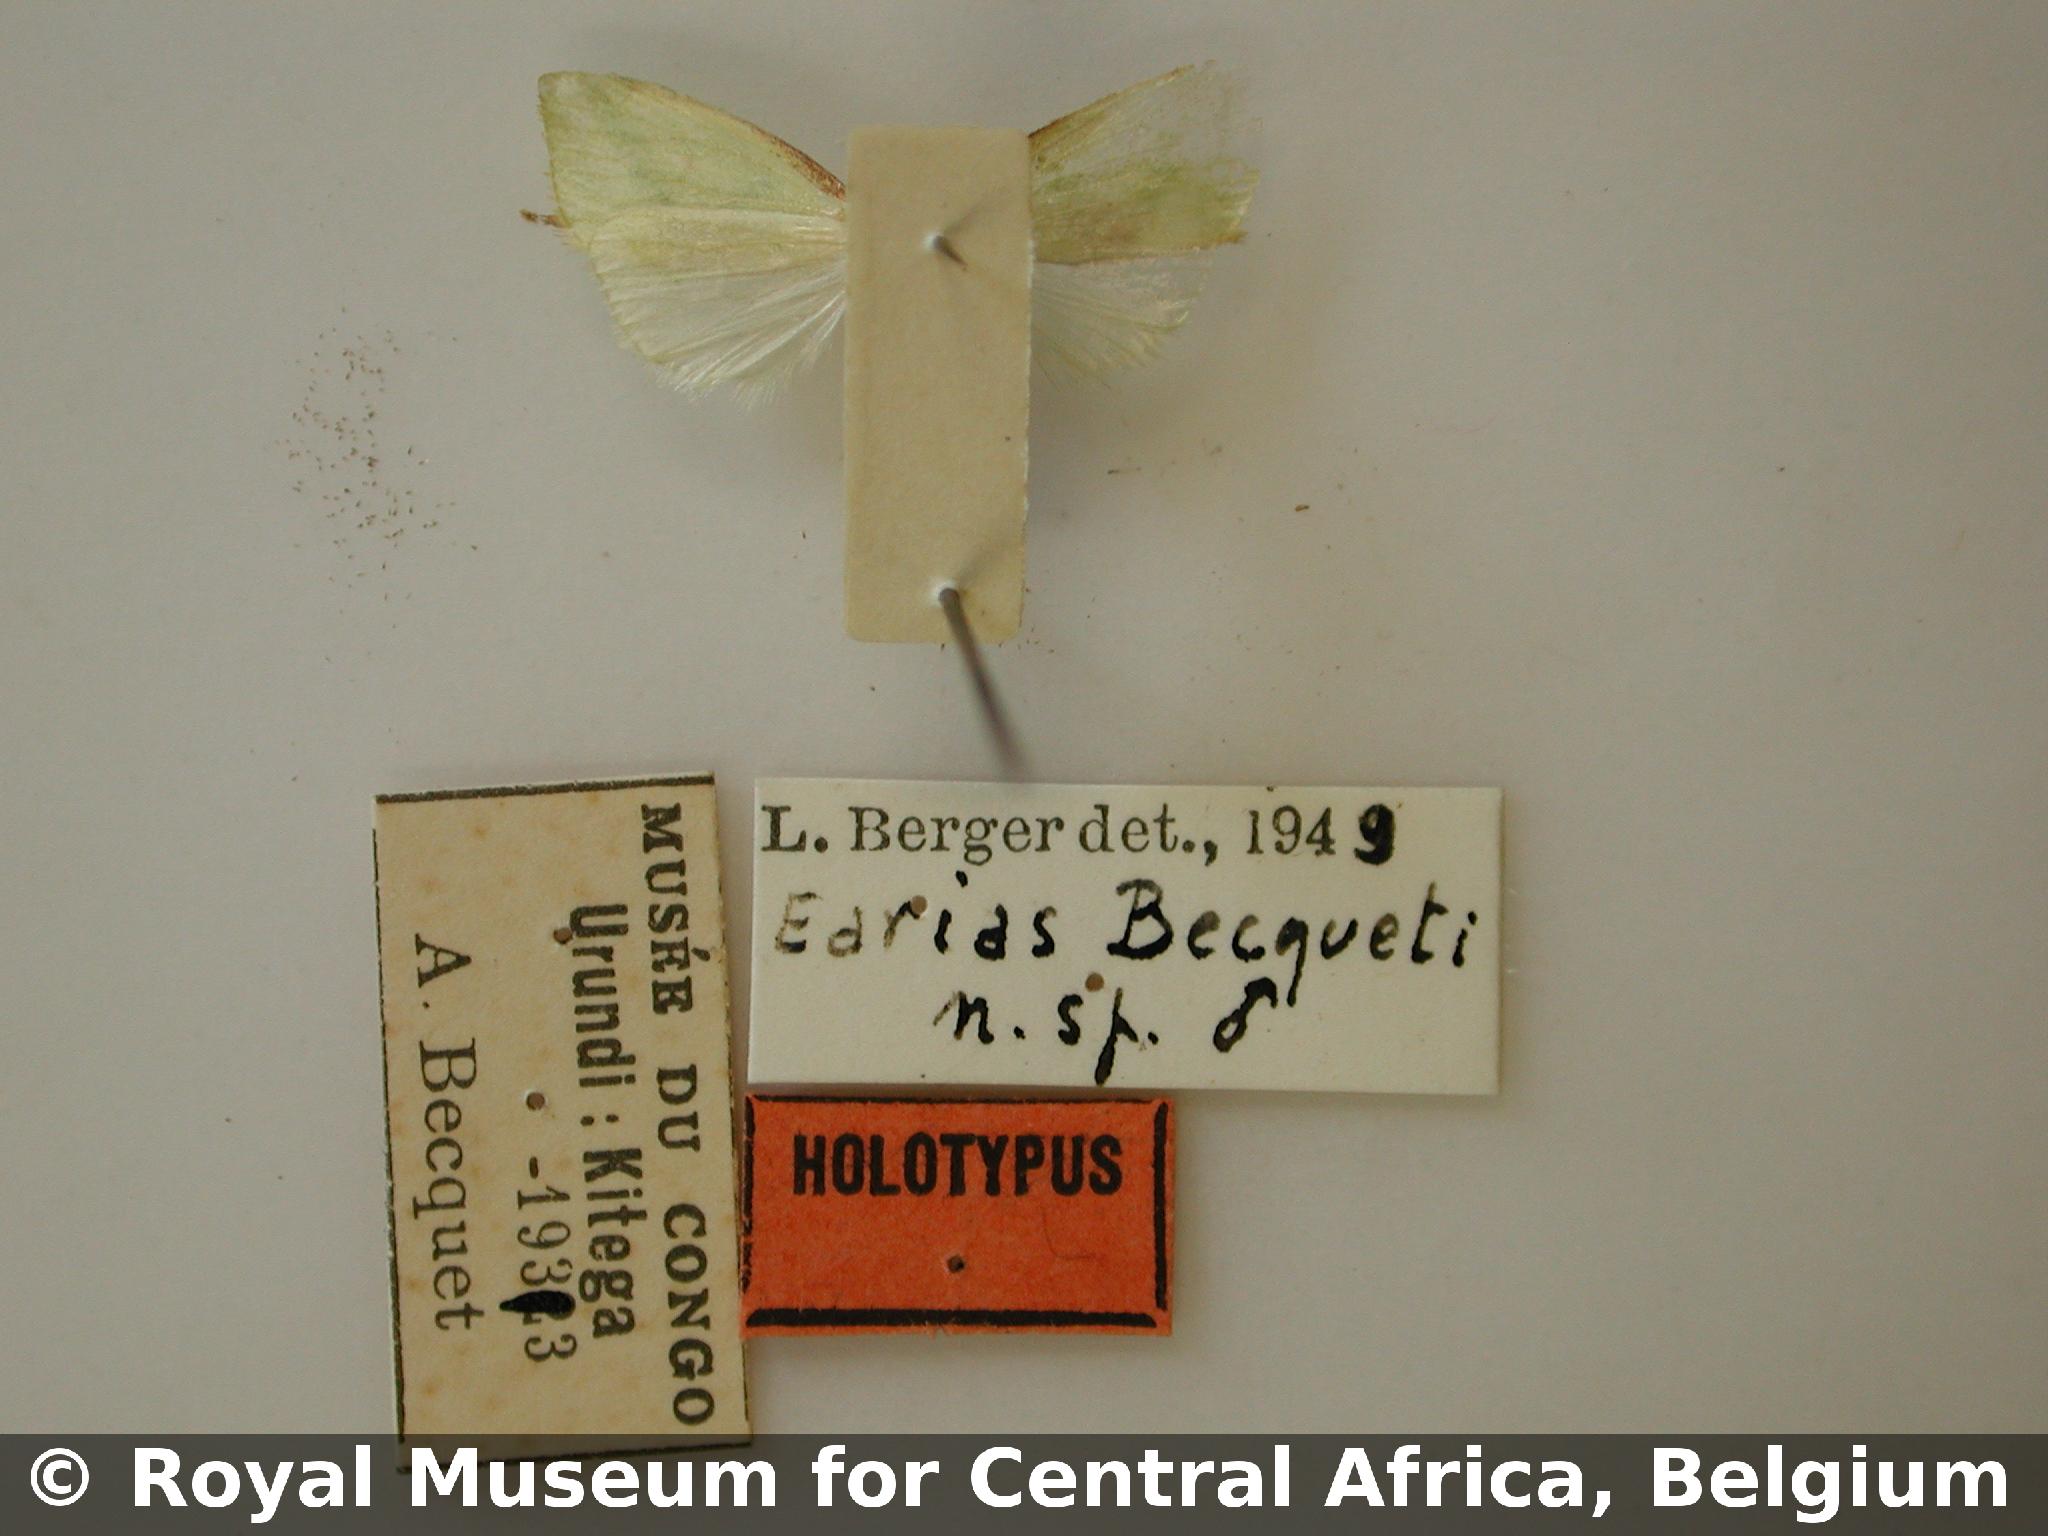 L. Berger det., 1949
Earias Becqueti
n. sp. ♂
HOLOTYPUS
MUSÉE DU CONGO
Urundi : Kitega
A. Becquet
© Royal Museum for Central Africa, Belgium